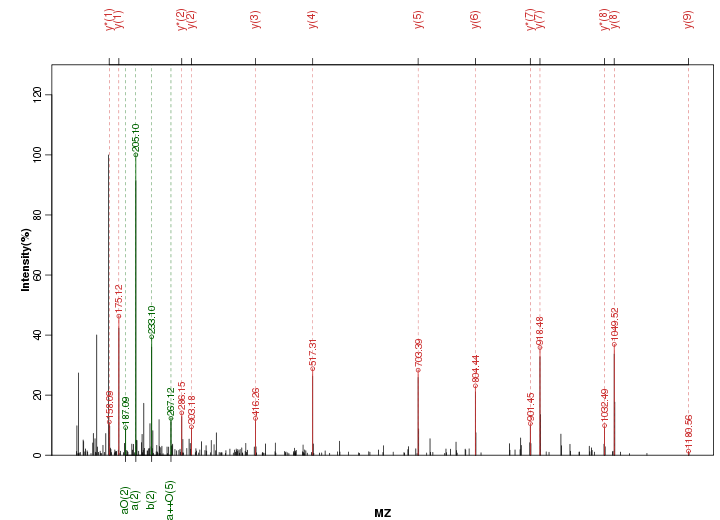 y*(1) y(1) y*(2) y(2) y(3) y(4) y(5) y(6) y*(7) y(7) y*(8) y(8) y(9)
Intensity(%)
0 20 40 60 80 100 120
158.09 175.12 187.09 205.10 233.10 267.12 286.15 303.18 416.26 517.31 703.39 804.44 901.45 918.48 1032.49 1049.52 1180.56
aO(2) a(2) b(2) a++O(5)
MZ